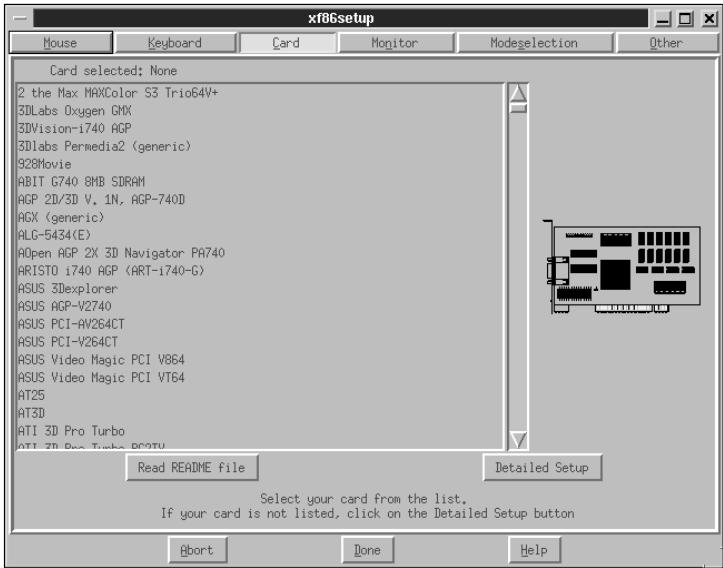 xf86setup
Mouse Keyboard Card Monitor Modeselection Other
Card selected: None
2 the Max MAXColor S3 Trio64V+
3DLabs Oxygen GMX
3DVision-i740 AGP
3Dlabs Permedia2 (generic)
928Movie
ABIT G740 8MB SDRAM
AGP 2D/3D V. 1N, AGP-740D
AGX (generic)
ALG-5434(E)
AOpen AGP 2X 3D Navigator PA740
ARISTO i740 AGP (ART-i740-G)
ASUS 3Dexplorer
ASUS AGP-V2740
ASUS PCI-AV264CT
ASUS PCI-V264CT
ASUS Video Magic PCI V864
ASUS Video Magic PCI VT64
AT25
AT3D
ATI 3D Pro Turbo
ATI 3D Pro Turbo PC2TV
Read README file Detailed Setup
Select your card from the list.
If your card is not listed, click on the Detailed Setup button
Abort Done Help